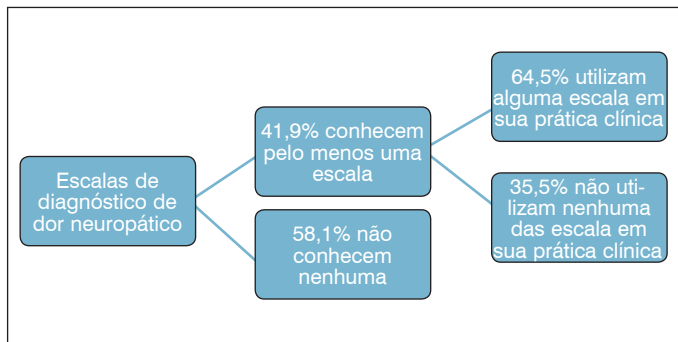 Escalas de
diagnóstico de
dor neuropático
41,9% conhecem
pelo menos uma
escala
58,1% não
conhecem
nenhuma
64,5% utilizam
alguma escala em
sua prática clínica
35,5% não uti-
lizam nenhuma
das escala em
sua prática clínica